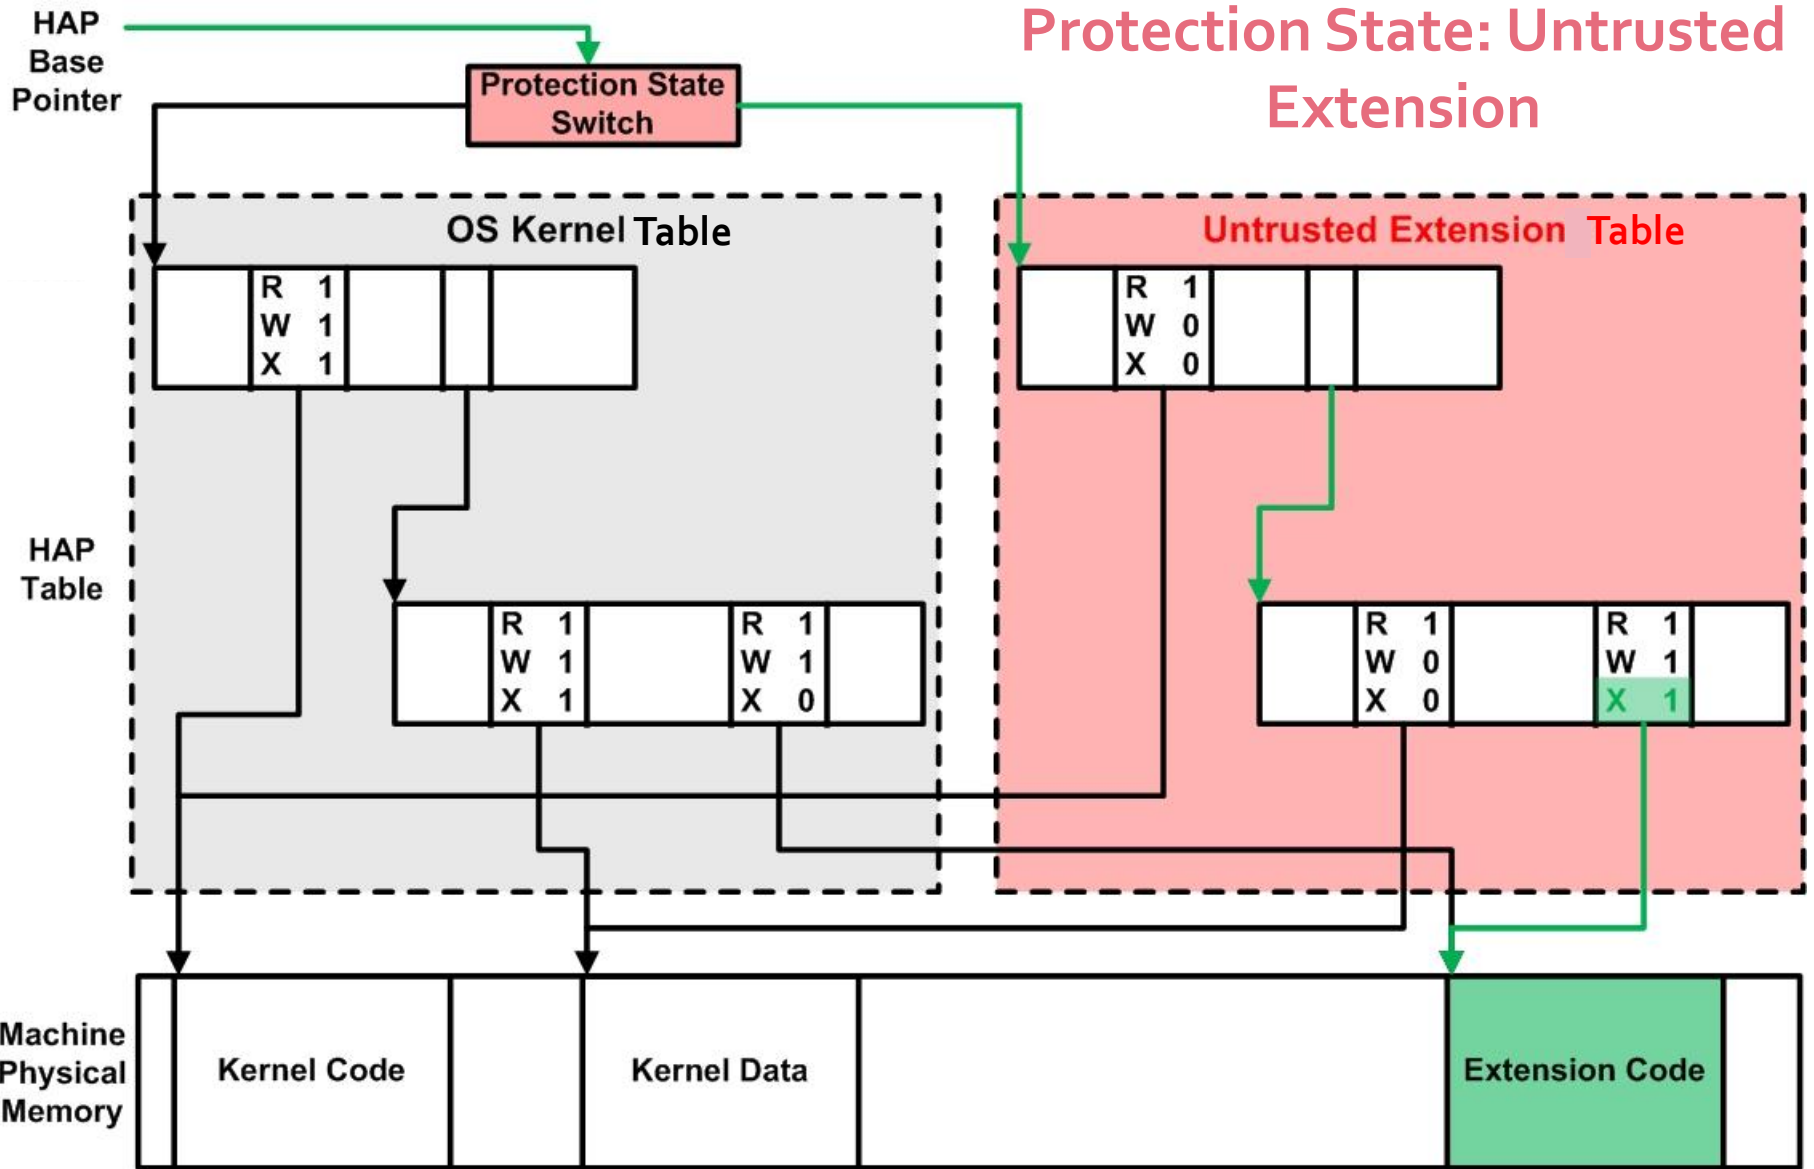 HAP
Base
Pointer
Protection State: Untrusted
Extension
Protection State
Switch
OS Kernel Table
R 1
W 1
X 1
Untrusted Extension Table
R 1
W 0
X 0
HAP
Table
R 1
W 1
X 1
R 1
W 1
X 0
R 1
W 0
X 0
R 1
W 1
X 1
Machine
Physical
Memory
Kernel Code
Kernel Data
Extension Code